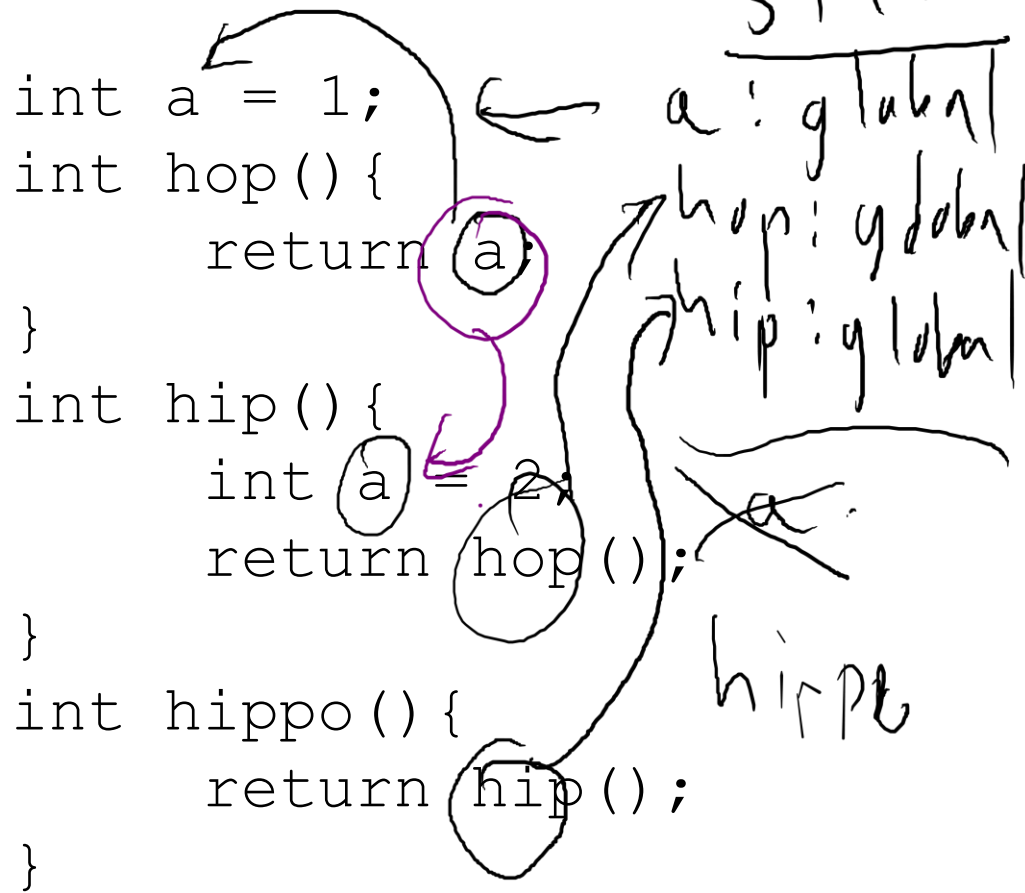 int a = 1;
int hop(){
return a;
}
int hip(){
int a = 2;
return hop();
}
int hippo(){
return hip();
}
a : global
hop : global
hip : global
a